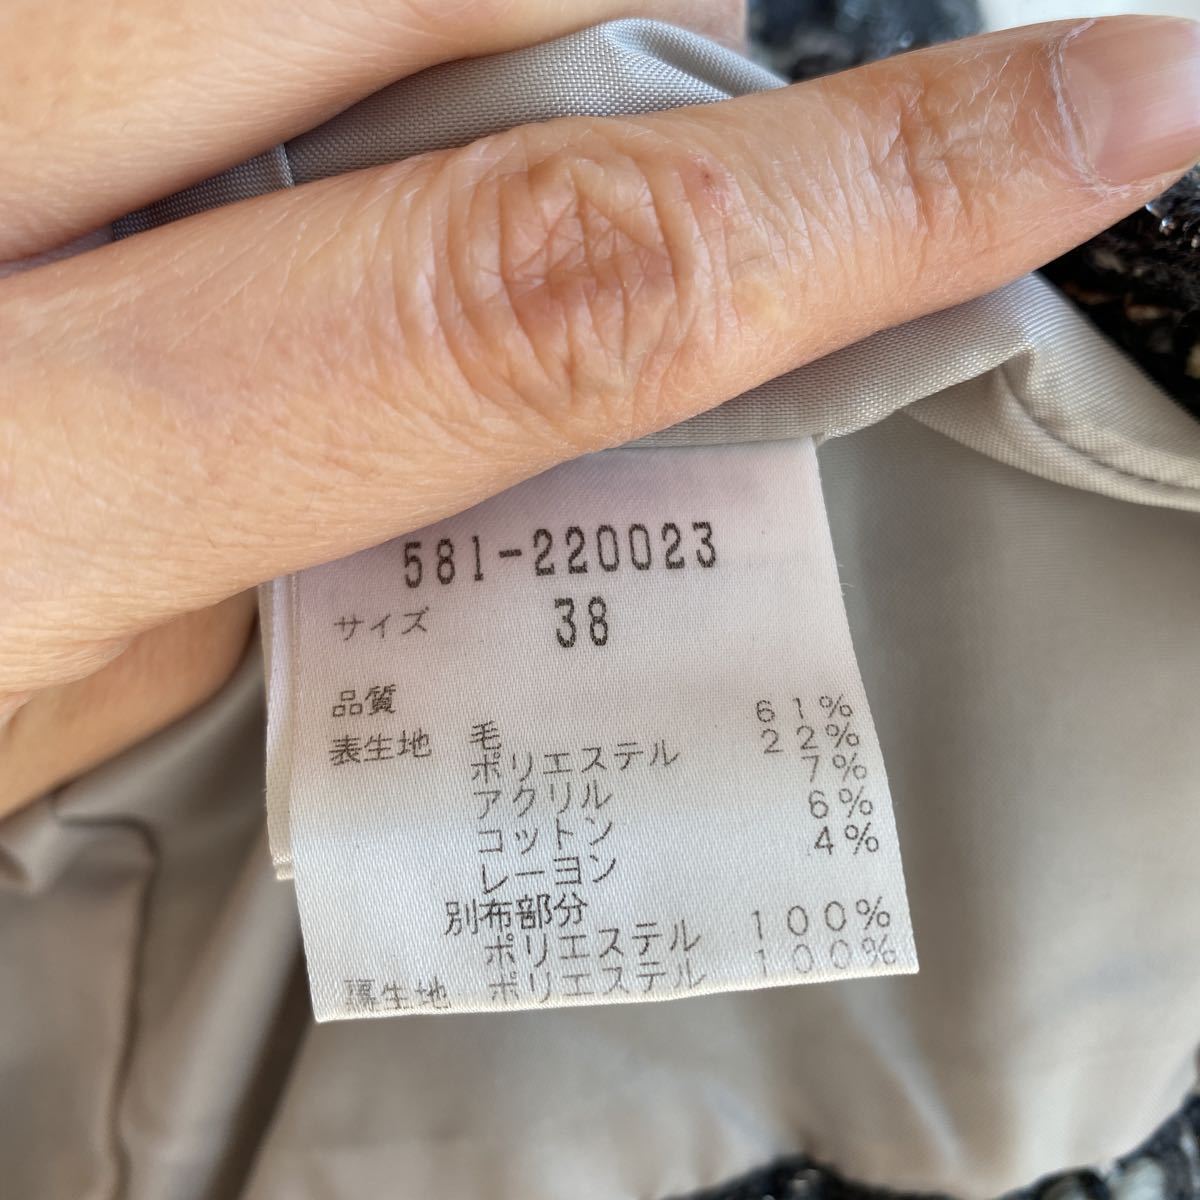 581-220023
サイズ 38
品質
表生地 毛 61%
ポリエステル 22%
アクリル 7%
コットン 6%
レーヨン 4%
別布部分
ポリエステル 100%
裏生地 ポリエステル 100%